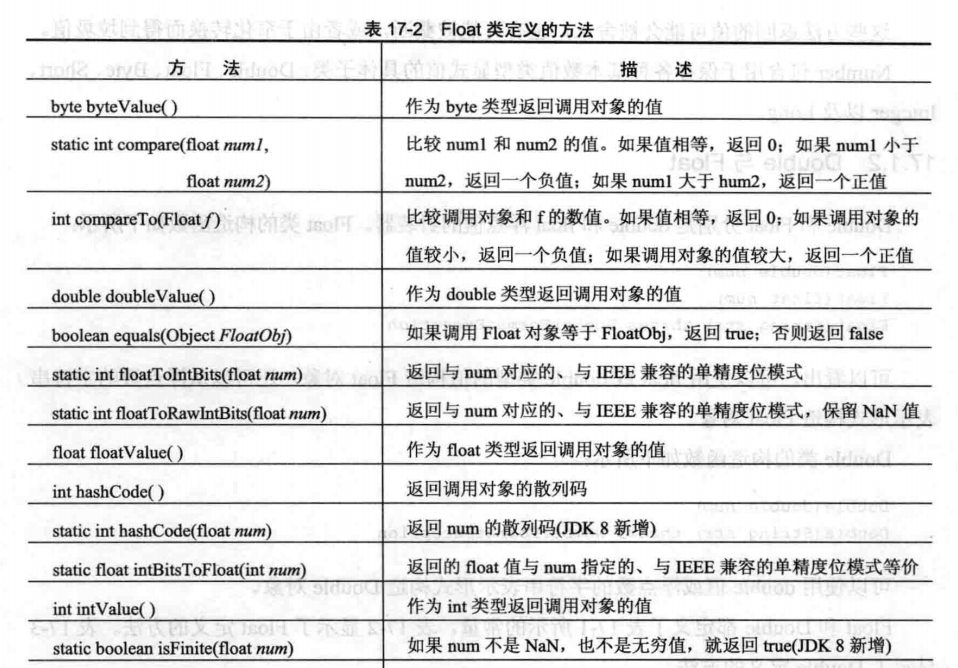 表 17-2 Float 类定义的方法
方 法 描 述
byte byteValue( ) 作为 byte 类型返回调用对象的值
static int compare(float num1, 比较 num1 和 num2 的值。如果值相等，返回 0；如果 num1 小于
float num2) num2，返回一个负值；如果 num1 大于 hum2，返回一个正值
int compareTo(Float f) 比较调用对象和 f 的数值。如果值相等，返回 0；如果调用对象的
值较小，返回一个负值；如果调用对象的值较大，返回一个正值
double doubleValue( ) 作为 double 类型返回调用对象的值
boolean equals(Object FloatObj) 如果调用 Float 对象等于 FloatObj，返回 true；否则返回 false
static int floatToIntBits(float num) 返回与 num 对应的、与 IEEE 兼容的单精度位模式
static int floatToRawIntBits(float num) 返回与 num 对应的、与 IEEE 兼容的单精度位模式，保留 NaN 值
float floatValue( ) 作为 float 类型返回调用对象的值
int hashCode( ) 返回调用对象的散列码
static int hashCode(float num) 返回 num 的散列码(JDK 8 新增)
static float intBitsToFloat(int num) 返回的 float 值与 num 指定的、与 IEEE 兼容的单精度位模式等价
int intValue( ) 作为 int 类型返回调用对象的值
static boolean isFinite(float num) 如果 num 不是 NaN，也不是无穷值，就返回 true(JDK 8 新增)